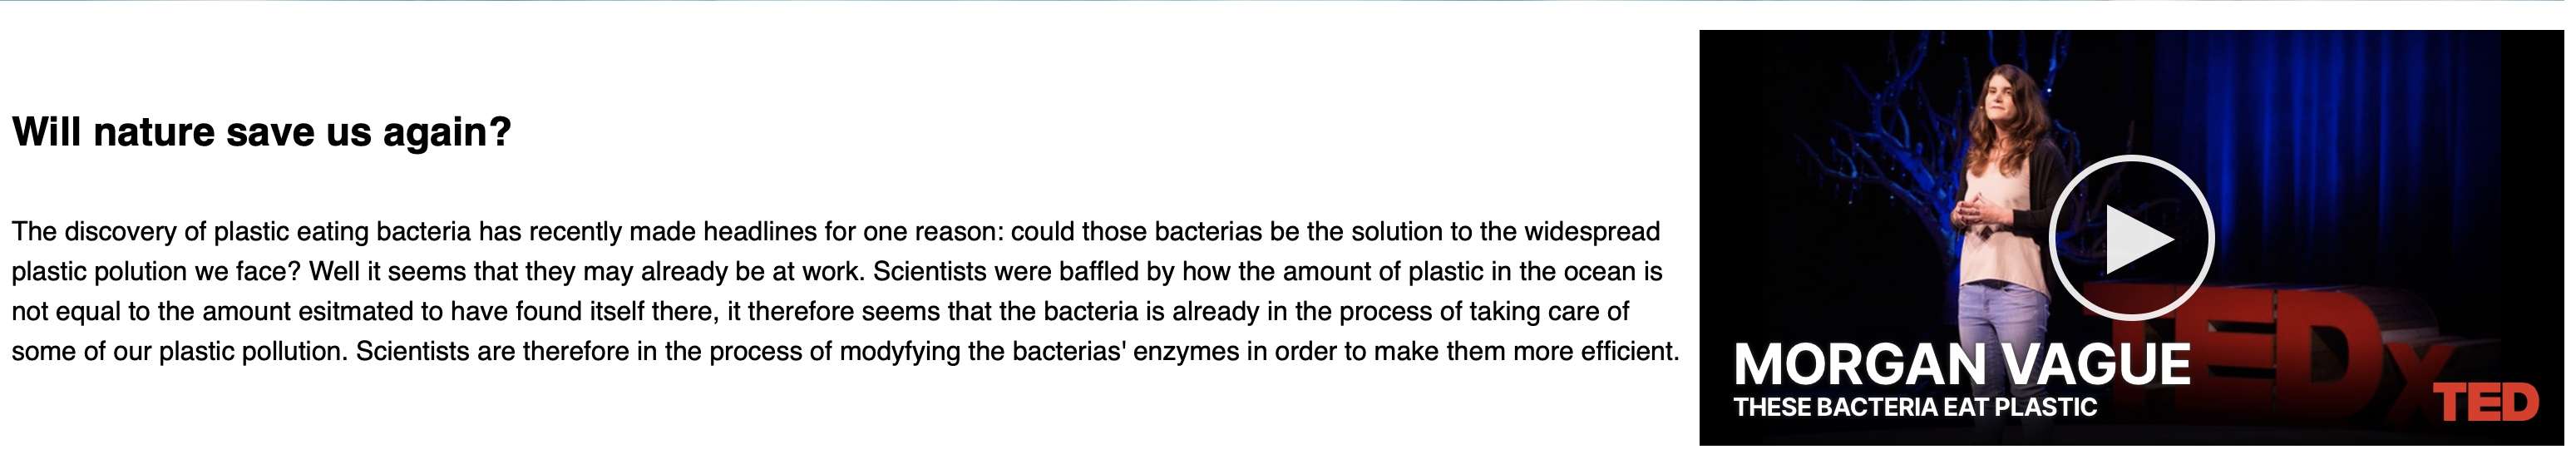 Will nature save us again?
The discovery of plastic eating bacteria has recently made headlines for one reason: could those bacterias be the solution to the widespread
plastic polution we face? Well it seems that they may already be at work. Scientists were baffled by how the amount of plastic in the ocean is
not equal to the amount esitmated to have found itself there, it therefore seems that the bacteria is already in the process of taking care of
some of our plastic pollution. Scientists are therefore in the process of modyfying the bacterias' enzymes in order to make them more efficient.
TEDx
MORGAN VAGUE
THESE BACTERIA EAT PLASTIC
TED